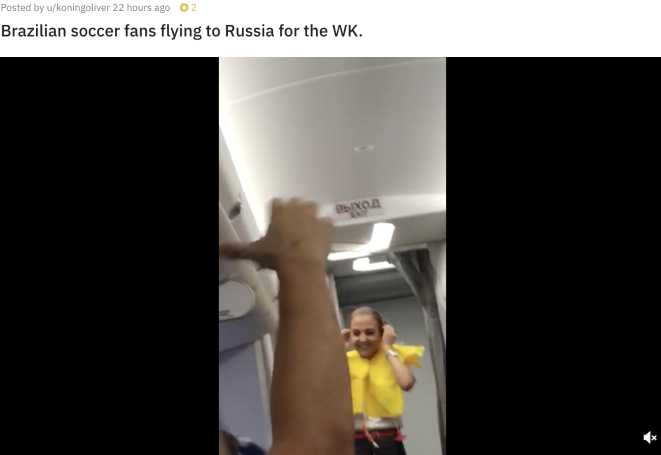 Posted by u/koningoliver 22 hours ago 2
Brazilian soccer fans flying to Russia for the WK.
ВЫХОД
EXIT